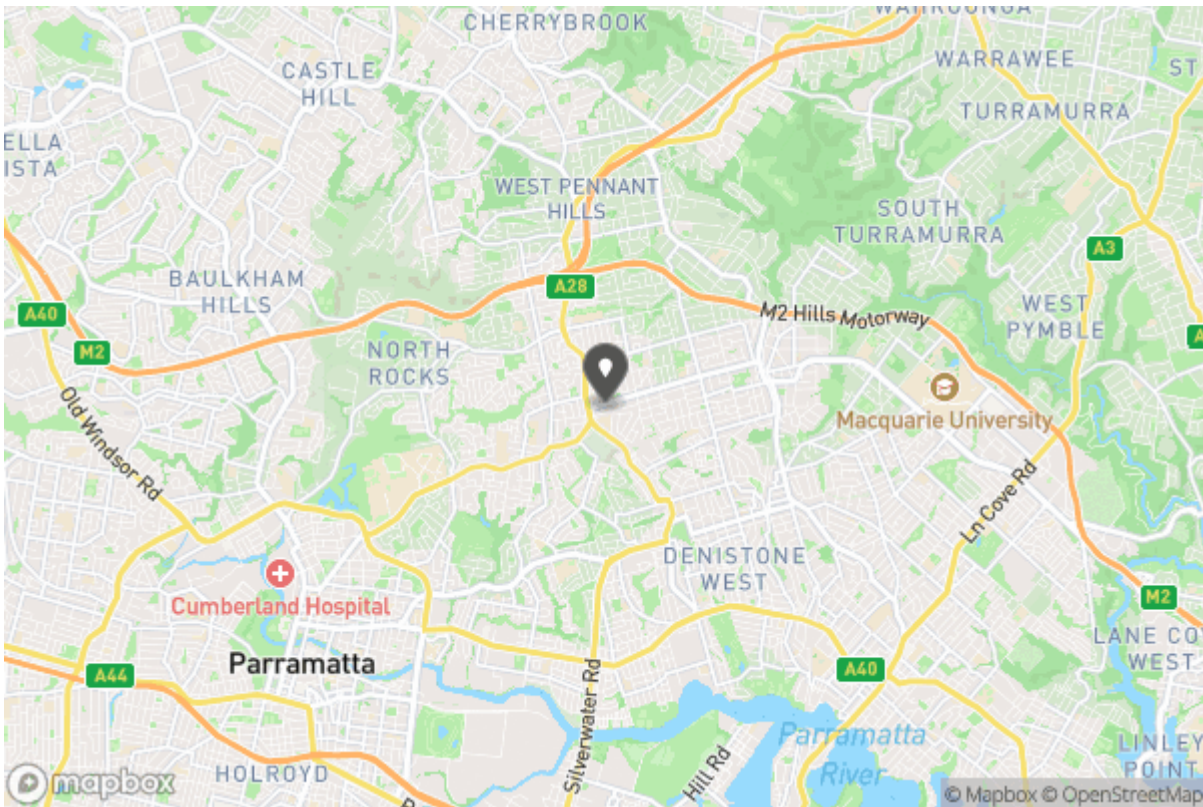 WAHROONGA
CHERRYBROOK
WARRAWEE
CASTLE
HILL
ST
TURRAMURRA
ELLA
ISTA
WEST PENNANT
HILLS
SOUTH
TURRAMURRA
A3
BAULKHAM
HILLS
A28
WEST
PYMBLE
A40
M2 Hills Motorway
A
M2
NORTH
ROCKS
Old Windsor Rd
Macquarie University
Ln Cove Rd
DENISTONE
WEST
Cumberland Hospital
M2
LANE CO
WEST
Parramatta
A44
A40
Silverwater Rd
Parramatta
River
Hill Rd
LINLEY
POINT
HOLROYD
mapbox
© Mapbox © OpenStreetMap